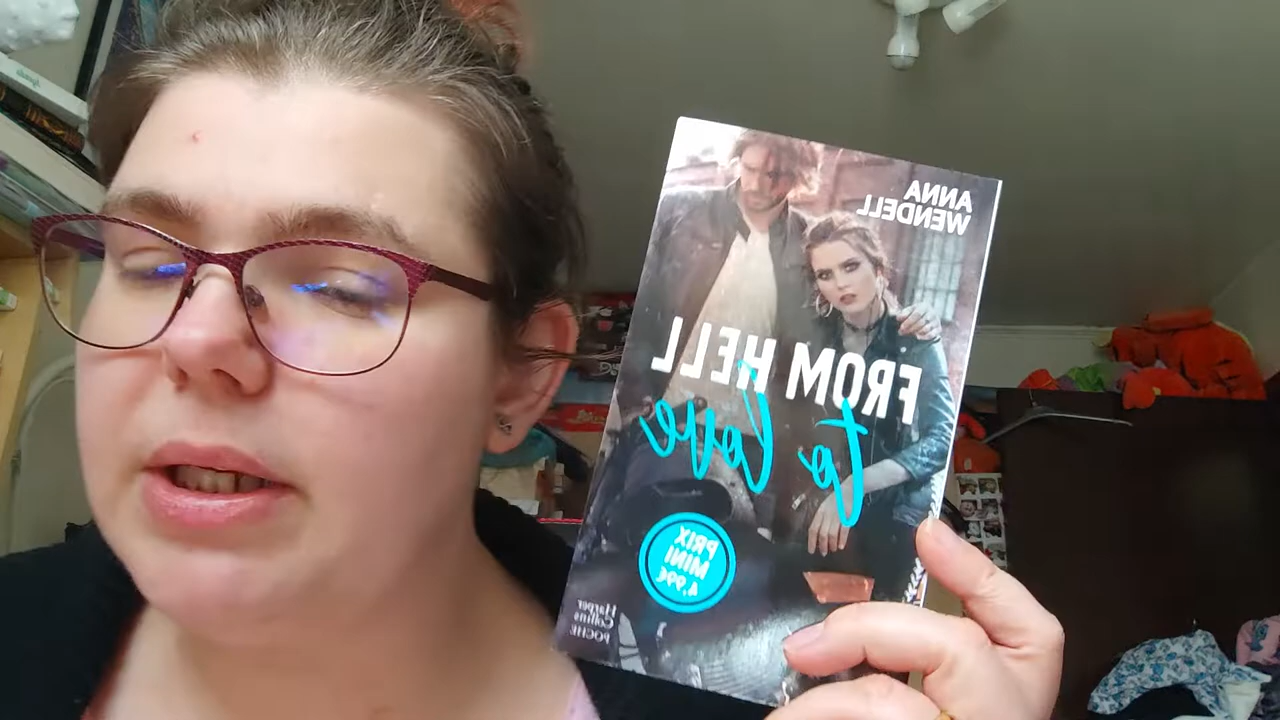 ANNA
WENDELL
FROM HELL
to love
PRIX
MINI
4,99€
Harper
Collins
POCHE